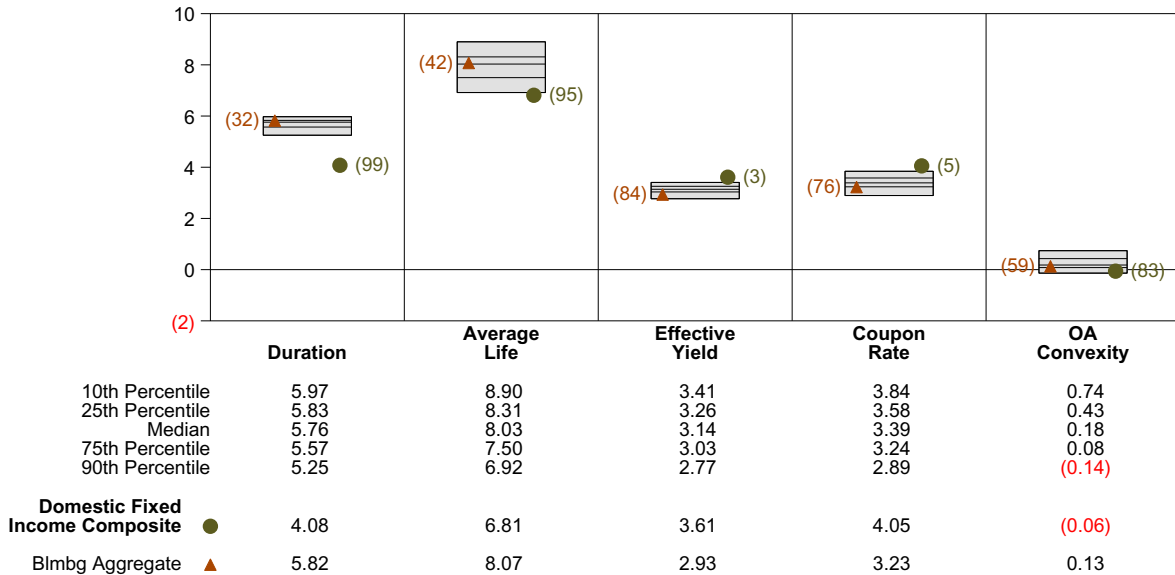 10
8
6
4
2
0
(2)
(32)
(99)
(42)
(95)
(84)
(3)
(76)
(5)
(59)
(83)
Duration
Average
Life
Effective
Yield
Coupon
Rate
OA
Convexity
10th Percentile 5.97 8.90 3.41 3.84 0.74
25th Percentile 5.83 8.31 3.26 3.58 0.43
Median 5.76 8.03 3.14 3.39 0.18
75th Percentile 5.57 7.50 3.03 3.24 0.08
90th Percentile 5.25 6.92 2.77 2.89 (0.14)
Domestic Fixed
Income Composite 4.08 6.81 3.61 4.05 (0.06)
Blmbg Aggregate 5.82 8.07 2.93 3.23 0.13